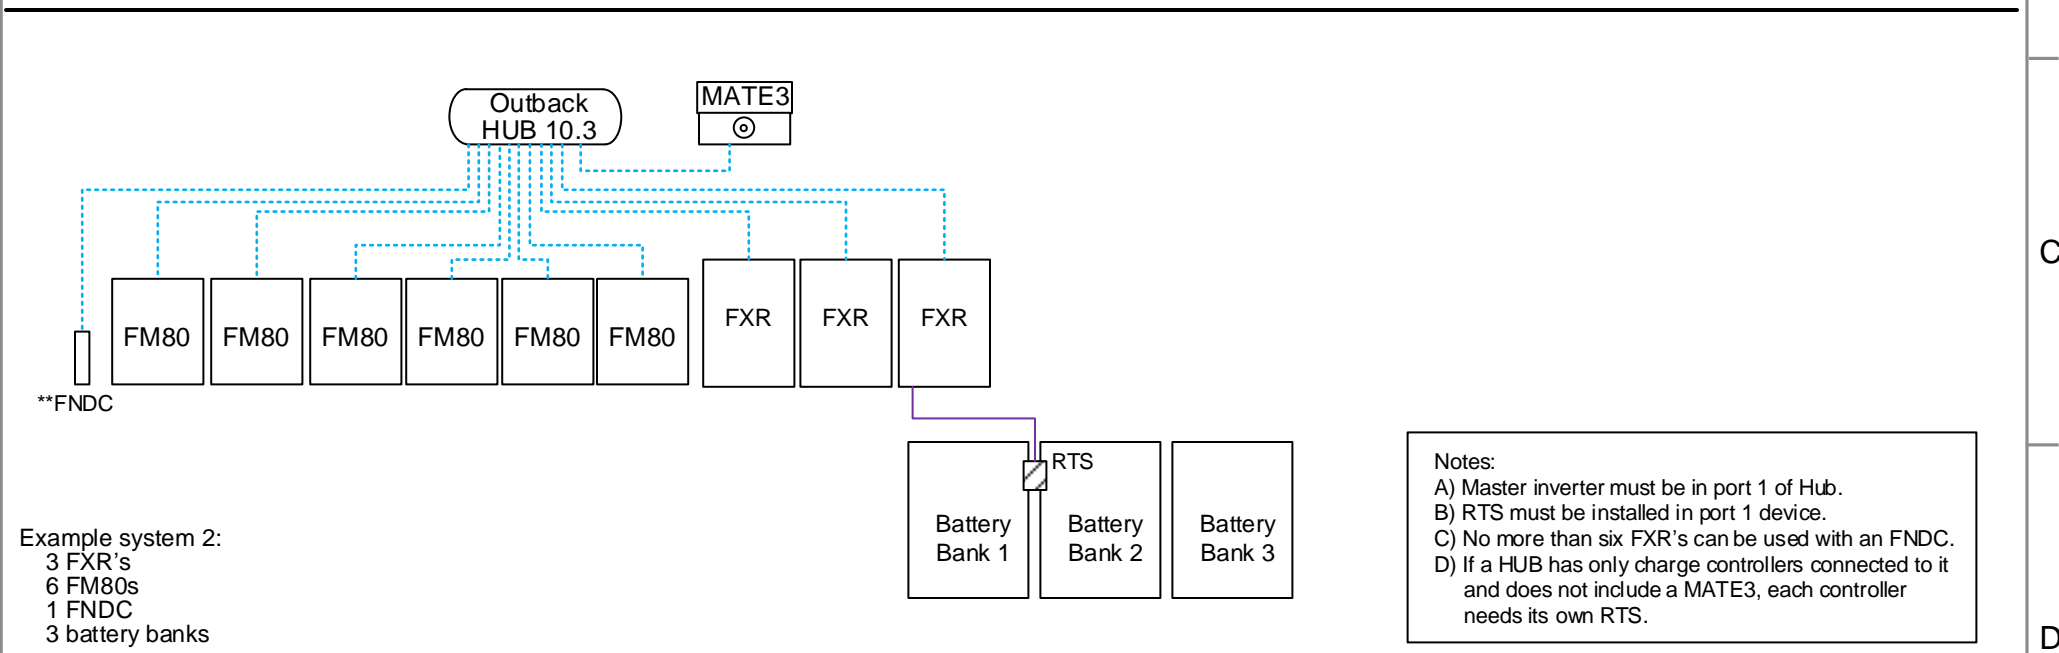 Outback
HUB 10.3
MATE3
C
FM80
FM80
FM80
FM80
FM80
FM80
FXR
FXR
FXR
**FNDC
RTS
Battery
Bank 1
Battery
Bank 2
Battery
Bank 3
Example system 2:
3 FXR's
6 FM80s
1 FNDC
3 battery banks
Notes:
A) Master inverter must be in port 1 of Hub.
B) RTS must be installed in port 1 device.
C) No more than six FXR's can be used with an FNDC.
D) If a HUB has only charge controllers connected to it
and does not include a MATE3, each controller
needs its own RTS.
D